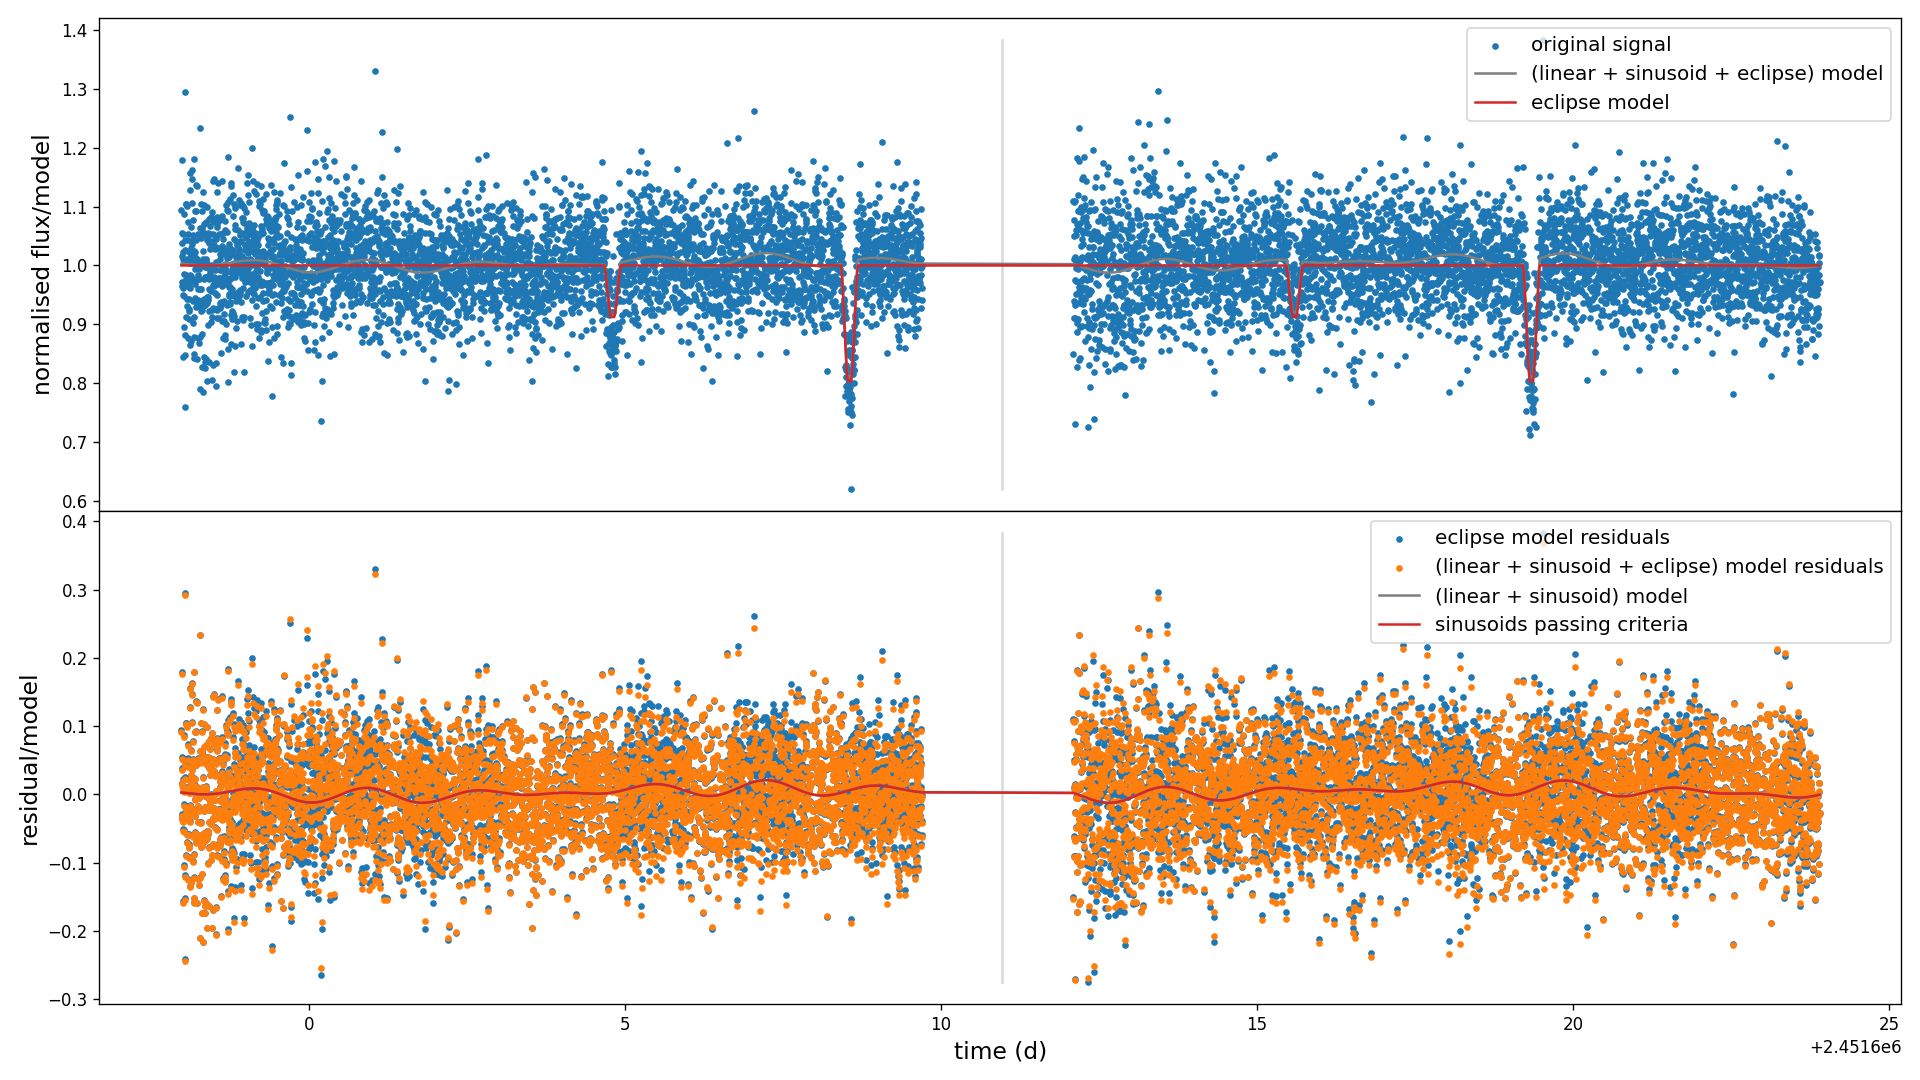 normalised flux/model
1.4
1.3
1.2
1.1
1.0
0.9
0.8
0.7
0.6
original signal
(linear + sinusoid + eclipse) model
eclipse model
residual/model
0.4
0.3
0.2
0.1
0.0
−0.1
−0.2
−0.3
eclipse model residuals
(linear + sinusoid + eclipse) model residuals
(linear + sinusoid) model
sinusoids passing criteria
0 5 10 15 20 25
time (d)
+2.4516e6